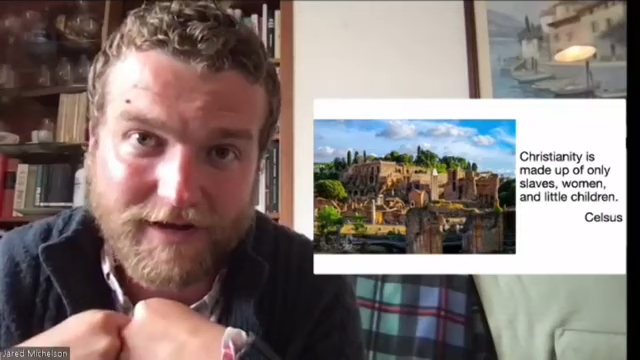 Christianity is
made up of only
slaves, women,
and little children.
Celsus
Jared Michelson